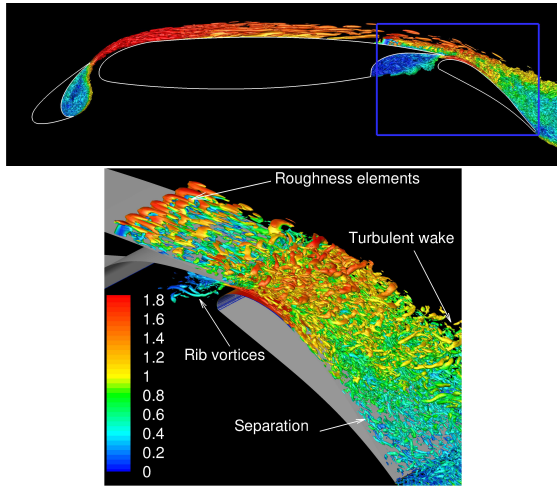 Roughness elements
Turbulent wake
Rib vortices
Separation
1.8
1.6
1.4
1.2
1
0.8
0.6
0.4
0.2
0